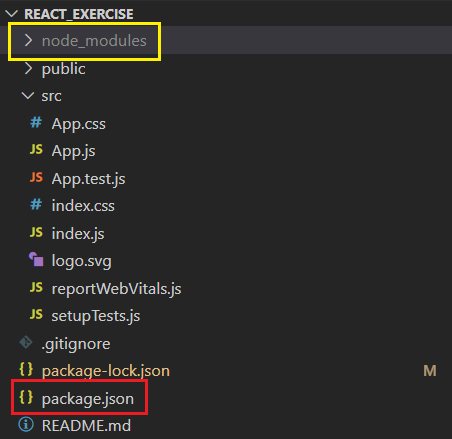 REACT_EXERCISE
node_modules
public
src
# App.css
JS App.js
JS App.test.js
# index.css
JS index.js
logo.svg
JS reportWebVitals.js
JS setupTests.js
.gitignore
{} package-lock.json M
{} package.json
README.md